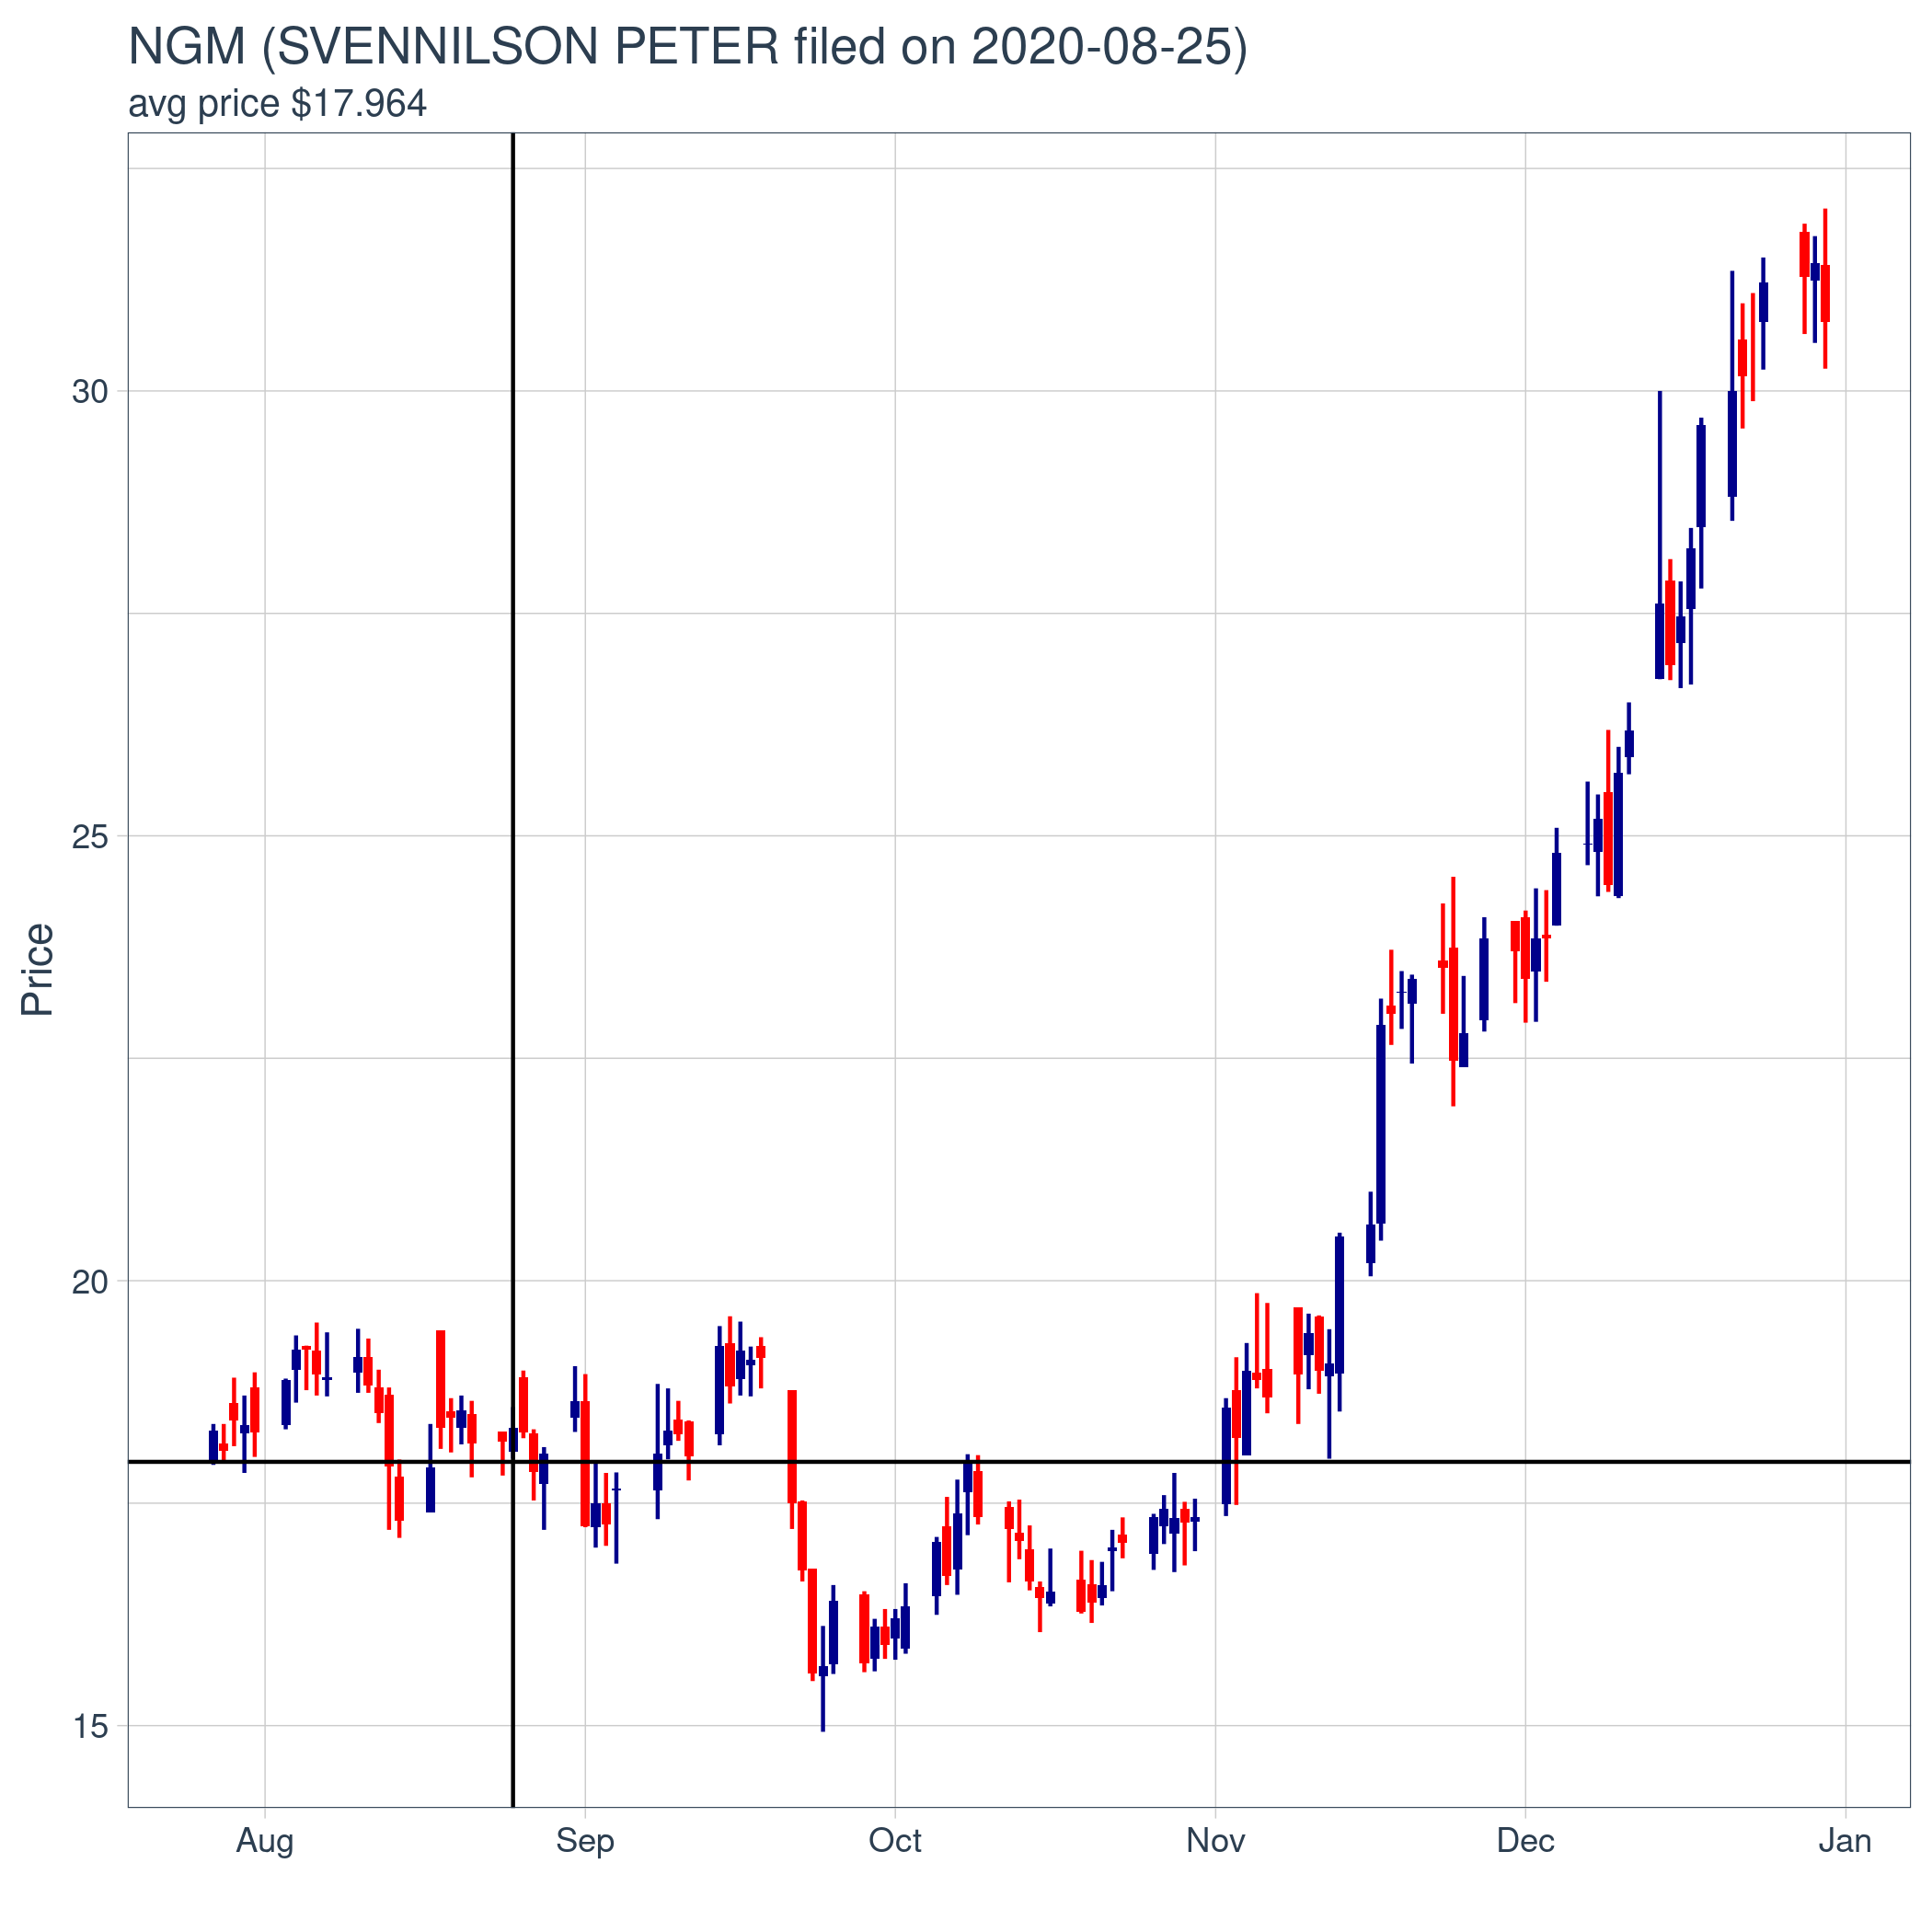 NGM (SVENNILSON PETER filed on 2020-08-25)
avg price $17.964
Price
30
25
20
15
Aug Sep Oct Nov Dec Jan